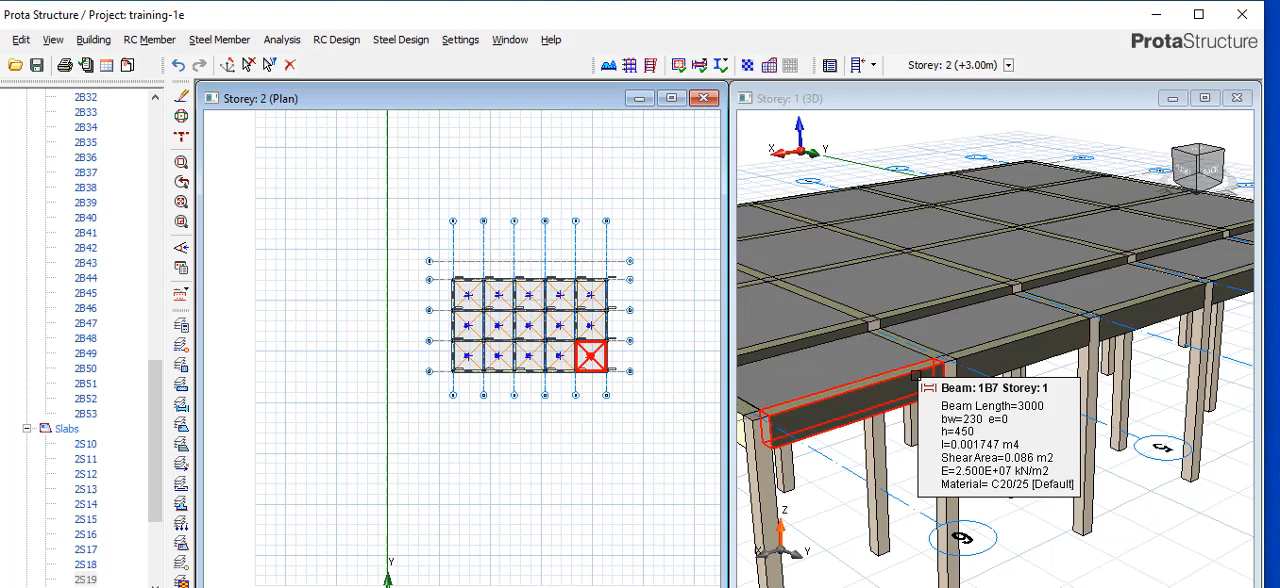 Prota Structure / Project: training-1e
Edit View Building RC Member Steel Member Analysis RC Design Steel Design Settings Window Help
ProtaStructure
Storey: 2 (+3.00m)
Storey: 2 (Plan)
Storey: 1 (3D)
2B32
2B33
2B34
2B35
2B36
2B37
2B38
2B39
2B40
2B41
2B42
2B43
2B44
2B45
2B46
2B47
2B48
2B49
2B50
2B51
2B52
2B53
Slabs
2S10
2S11
2S12
2S13
2S14
2S15
2S16
2S17
2S18
2S19
Y
X
Y
Beam: 1B7 Storey: 1
Beam Length=3000
bw=230 e=0
h=450
I=0.001747 m4
Shear Area=0.086 m2
E=2.500E+07 kN/m2
Material= C20/25 [Default]
5
6
Z
X
Y